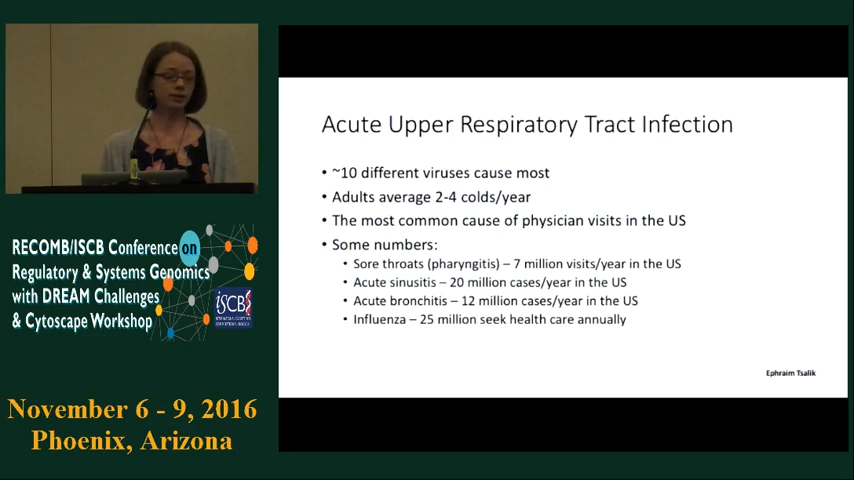 Acute Upper Respiratory Tract Infection
• ~10 different viruses cause most
• Adults average 2-4 colds/year
• The most common cause of physician visits in the US
• Some numbers:
• Sore throats (pharyngitis) – 7 million visits/year in the US
• Acute sinusitis – 20 million cases/year in the US
• Acute bronchitis – 12 million cases/year in the US
• Influenza – 25 million seek health care annually
Ephraim Tsalik
RECOMB/ISCB Conference on
Regulatory & Systems Genomics
with DREAM Challenges
& Cytoscape Workshop
iSCB
November 6 - 9, 2016
Phoenix, Arizona